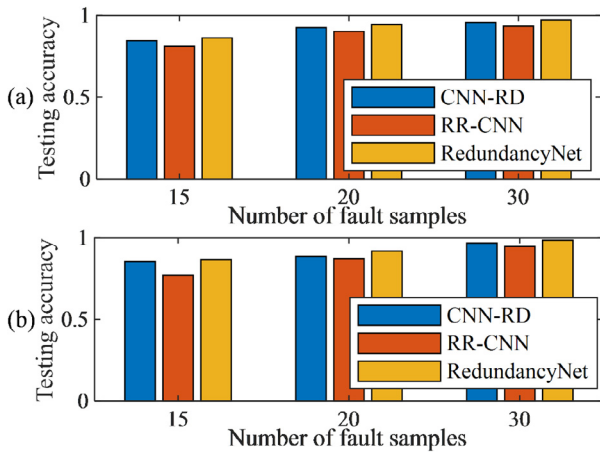 (a)
Testing accuracy
1
0.5
0
CNN-RD
RR-CNN
RedundancyNet
15
20
30
Number of fault samples
(b)
Testing accuracy
1
0.5
0
CNN-RD
RR-CNN
RedundancyNet
15
20
30
Number of fault samples